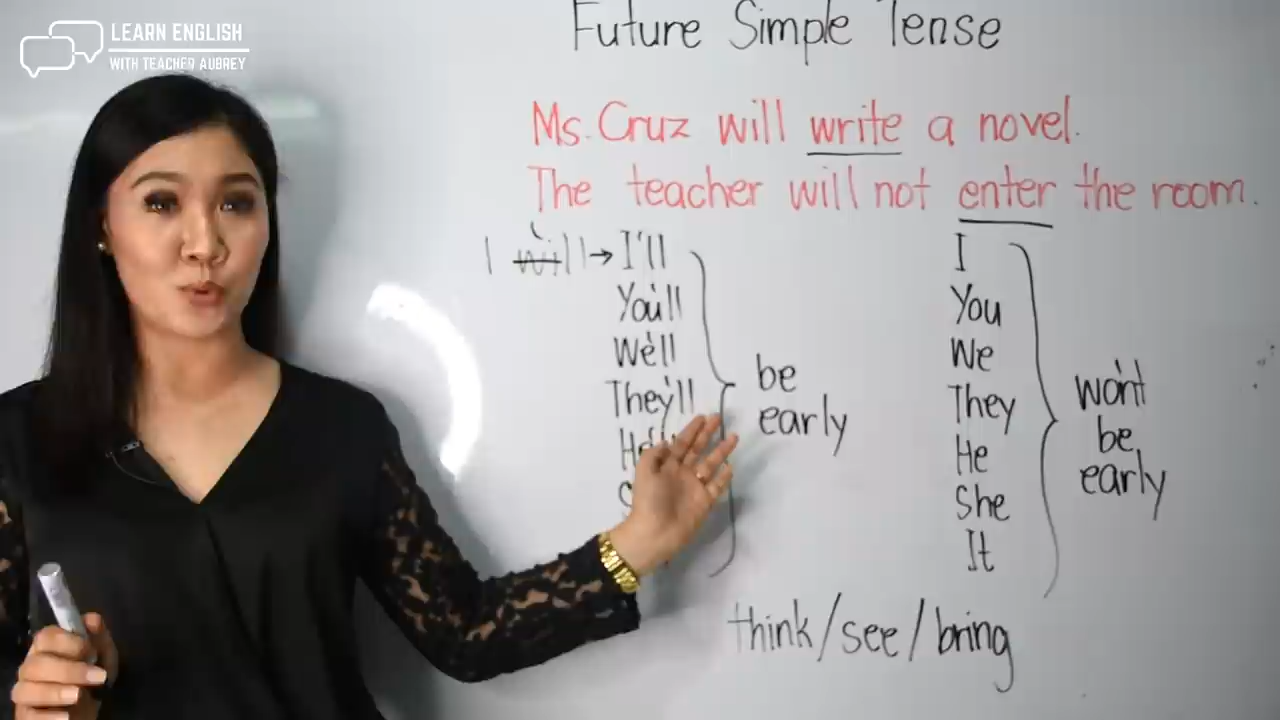 LEARN ENGLISH
WITH TEACHER AUBREY
Future Simple Tense
Ms. Cruz will write a novel.
The teacher will not enter the room.
I will→I'll
You'll
We'll
They'll
be
early
I
You
We
They
He
She
It
won't
be
early
think/see/bring